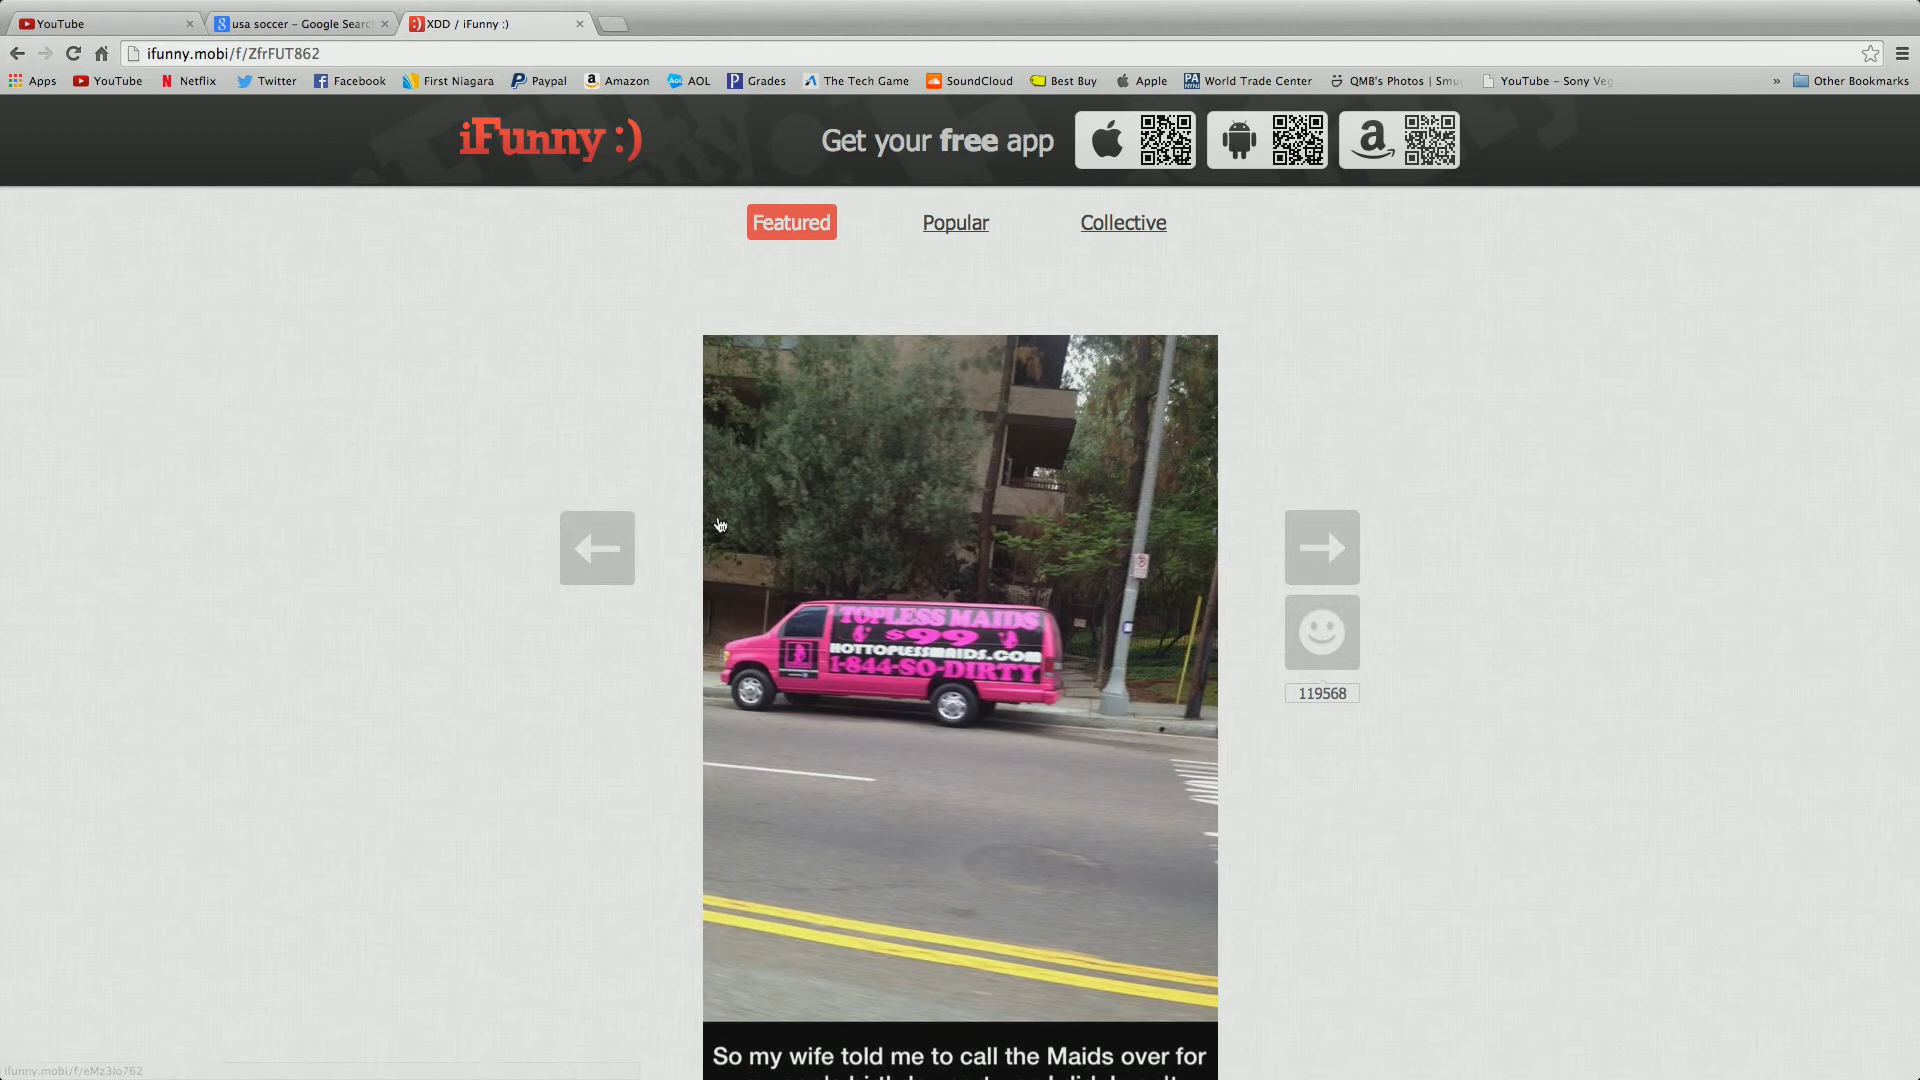 YouTube
usa soccer – Google Searc
XDD / iFunny :)
ifunny.mobi/f/ZfrFUT862
Apps YouTube Netflix Twitter Facebook First Niagara Paypal Amazon AOL Grades The Tech Game SoundCloud Best Buy Apple World Trade Center QMB's Photos | Smu YouTube – Sony Veg » Other Bookmarks
iFunny :)
Get your free app
Featured Popular Collective
TOPLESS MAIDS
$99
HOTTOPLESSMAIDS.COM
1-844-SO-DIRTY
119568
So my wife told me to call the Maids over for
ifunny.mobi/f/eMz3Io762